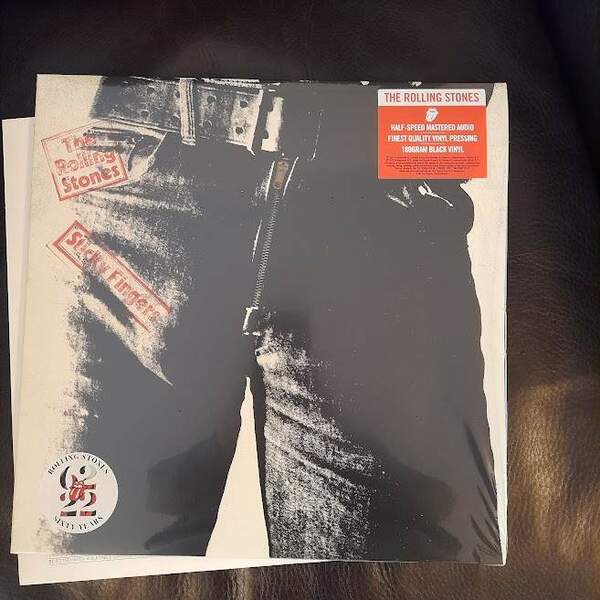 The
Rolling
Stones
Sticky Fingers
THE ROLLING STONES
HALF-SPEED MASTERED AUDIO
FINEST QUALITY VINYL PRESSING
180GRAM BLACK VINYL
ROLLING STONES
SIXTY YEARS